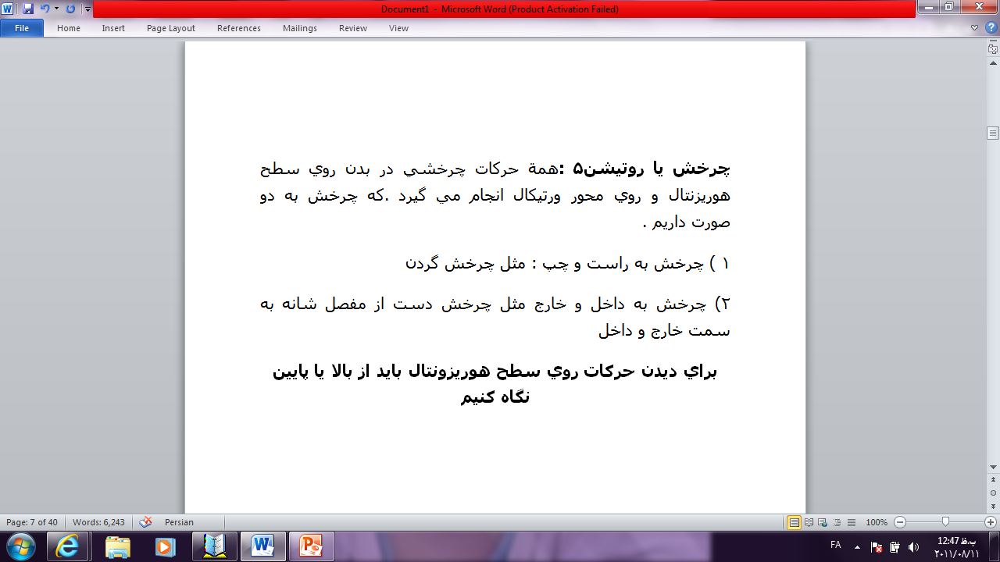 Document1 - Microsoft Word (Product Activation Failed)
File Home Insert Page Layout References Mailings Review View
چرخش يا روتيشن۵ :همة حركات چرخشي در بدن روي سطح
هوريزنتال و روي محور ورتيكال انجام مي گيرد .كه چرخش به دو
صورت داريم .
۱ ) چرخش به راست و چپ : مثل چرخش گردن
۲) چرخش به داخل و خارج مثل چرخش دست از مفصل شانه به
سمت خارج و داخل
براي ديدن حركات روي سطح هوريزونتال بايد از بالا يا پايين
نگاه كنيم
Page: 7 of 40 Words: 6,243 Persian 100%
FA 12:47 ب.ظ
۲۰۱۱/۰۸/۱۱